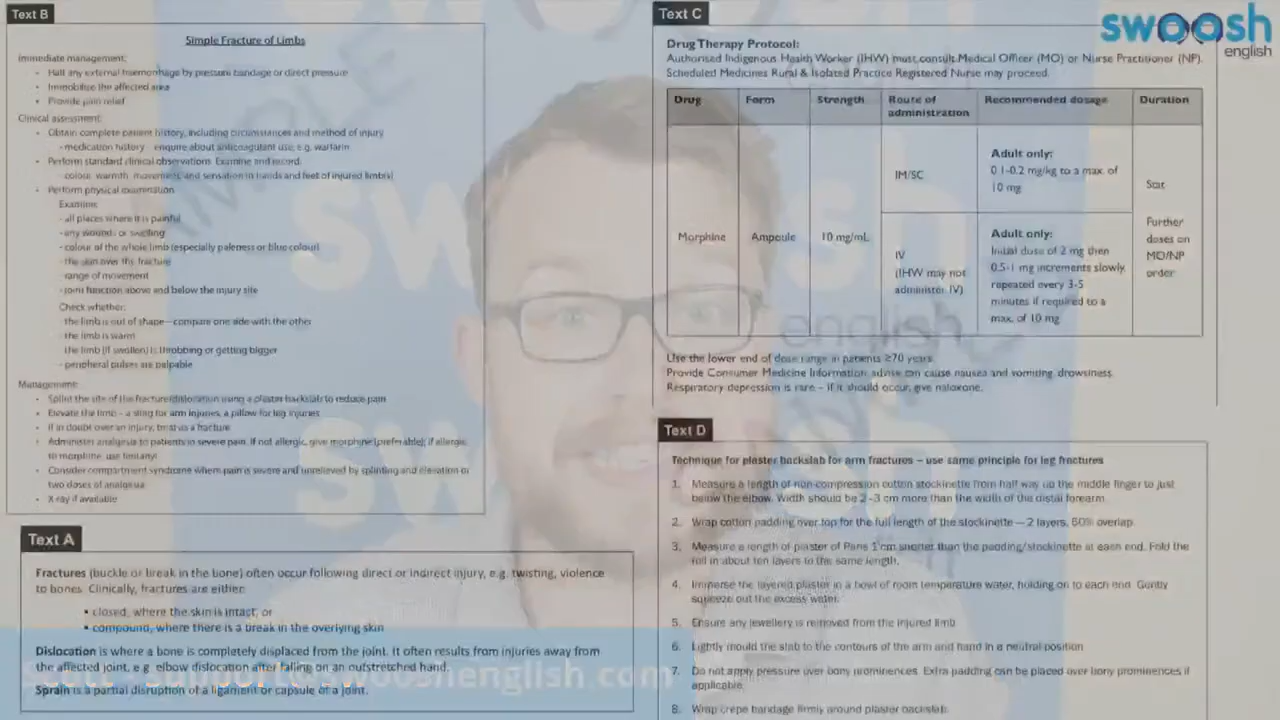 Text B
Simple Fracture of Limbs
Immediate management:
• Halt any external haemorrhage by pressure bandage or direct pressure
• Immobilise the affected area
• Provide pain relief
Clinical assessment:
• Obtain complete patient history, including circumstances and method of injury
- medication history – enquire about anticoagulant use, e.g. warfarin
• Perform standard clinical observations. Examine and record
- colour, warmth, movement and sensation in hands and feet of injured limb(s)
• Perform physical examination
Examine:
- all places where it is painful
- any wounds or swelling
- colour of the whole limb (especially paleness or blue colour)
- the skin over the fracture
- range of movement
- joint function above and below the injury site
Check whether:
- the limb is out of shape – compare one side with the other
- the limb is warm
- the limb (if swollen) is throbbing or getting bigger
- peripheral pulses are palpable
Management:
• Splint the site of the fracture/dislocation using a plaster backslab to reduce pain
• Elevate the limb – a sling for arm injuries, a pillow for leg injuries
• If in doubt over an injury, treat as a fracture
• Administer analgesia to patients in severe pain. If not allergic, give morphine (preferable); if allergic
to morphine, use fentanyl
• Consider compartment syndrome where pain is severe and unrelieved by splinting and elevation or
two doses of analgesia
• X-ray if available
Text A
Fractures (buckle or break in the bone) often occur following direct or indirect injury, e.g. twisting, violence
to bones. Clinically, fractures are either:
▪ closed, where the skin is intact, or
▪ compound, where there is a break in the overlying skin
Dislocation is where a bone is completely displaced from the joint. It often results from injuries away from
the affected joint, e.g. elbow dislocation after falling on an outstretched hand.
Sprain is a partial disruption of a ligament or capsule of a joint.
Text C
Drug Therapy Protocol:
Authorised Indigenous Health Worker (IHW) must consult Medical Officer (MO) or Nurse Practitioner (NP).
Scheduled Medicines Rural & Isolated Practice Registered Nurse may proceed.
Drug Form Strength Route of administration Recommended dosage Duration
Morphine Ampoule 10 mg/mL
IM/SC
Adult only:
0.1-0.2 mg/kg to a max. of
10 mg
IV
(IHW may not
administer IV)
Adult only:
Initial dose of 2 mg then
0.5-1 mg increments slowly,
repeated every 3-5
minutes if required to a
max. of 10 mg
Stat
Further
doses on
MO/NP
order
Use the lower end of dose range in patients ≥70 years.
Provide Consumer Medicine Information: advise can cause nausea and vomiting, drowsiness.
Respiratory depression is rare – if it should occur, give naloxone.
Text D
Technique for plaster backslab for arm fractures – use same principle for leg fractures
1. Measure a length of non-compression cotton stockinette from half way up the middle finger to just
below the elbow. Width should be 2–3 cm more than the width of the distal forearm.
2. Wrap cotton padding over top for the full length of the stockinette — 2 layers, 50% overlap.
3. Measure a length of plaster of Paris 1 cm shorter than the padding/stockinette at each end. Fold the
roll in about ten layers to the same length.
4. Immerse the layered plaster in a bowl of room temperature water, holding on to each end. Gently
squeeze out the excess water.
5. Ensure any jewellery is removed from the injured limb.
6. Lightly mould the slab to the contours of the arm and hand in a neutral position.
7. Do not apply pressure over bony prominences. Extra padding can be placed over bony prominences if
applicable.
8. Wrap crepe bandage firmly around plaster backslab.
swoosh
english
english
swooshenglish.com